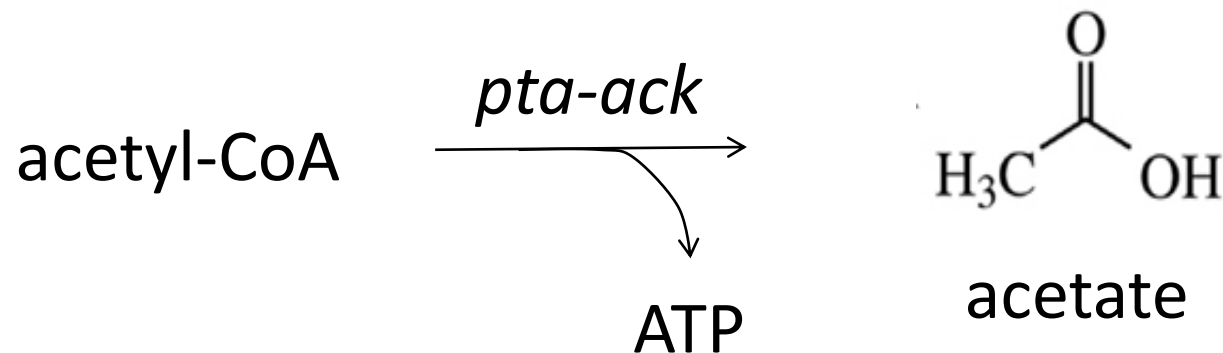 acetyl-CoA
pta-ack
ATP
O
H₃C
OH
acetate